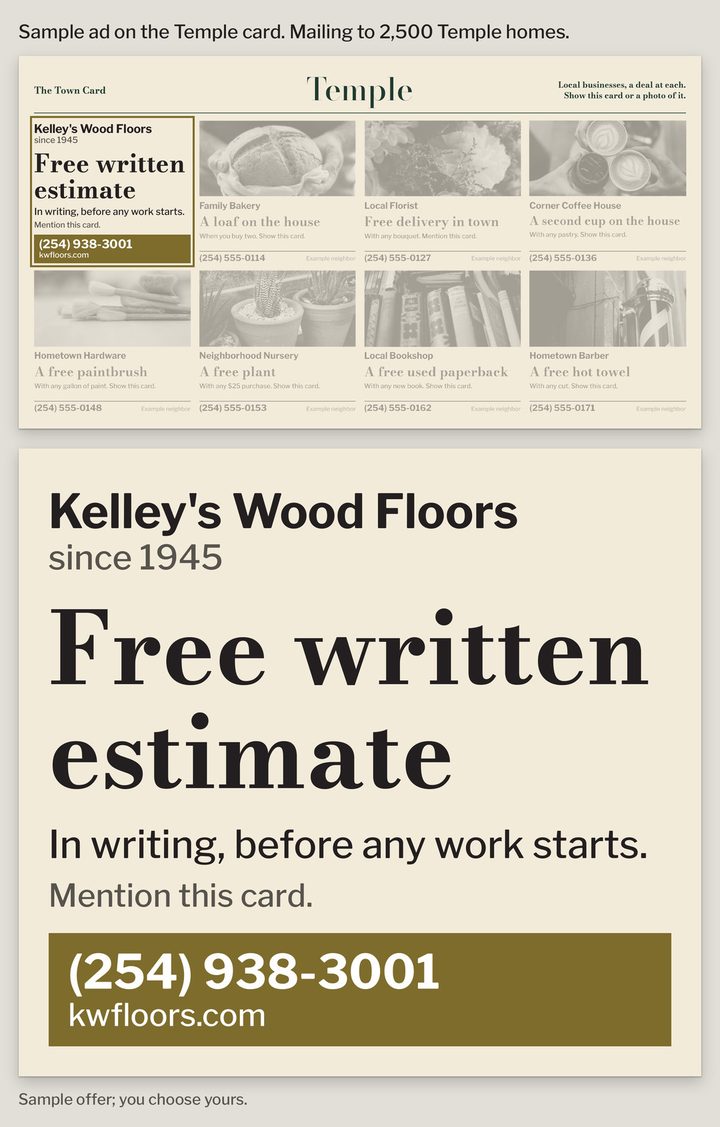 Sample ad on the Temple card. Mailing to 2,500 Temple homes.
The Town Card
Temple
Local businesses, a deal at each.
Show this card or a photo of it.
Kelley's Wood Floors
since 1945
Free written
estimate
In writing, before any work starts.
Mention this card.
(254) 938-3001
kwfloors.com
Family Bakery
A loaf on the house
When you buy two. Show this card.
(254) 555-0114
Example neighbor
Local Florist
Free delivery in town
With any bouquet. Mention this card.
(254) 555-0127
Example neighbor
Corner Coffee House
A second cup on the house
With any pastry. Show this card.
(254) 555-0136
Example neighbor
Hometown Hardware
A free paintbrush
With any gallon of paint. Show this card.
(254) 555-0148
Example neighbor
Neighborhood Nursery
A free plant
With any $25 purchase. Show this card.
(254) 555-0153
Example neighbor
Local Bookshop
A free used paperback
With any new book. Show this card.
(254) 555-0162
Example neighbor
Hometown Barber
A free hot towel
With any cut. Show this card.
(254) 555-0171
Example neighbor
Kelley's Wood Floors
since 1945
Free written
estimate
In writing, before any work starts.
Mention this card.
(254) 938-3001
kwfloors.com
Sample offer; you choose yours.